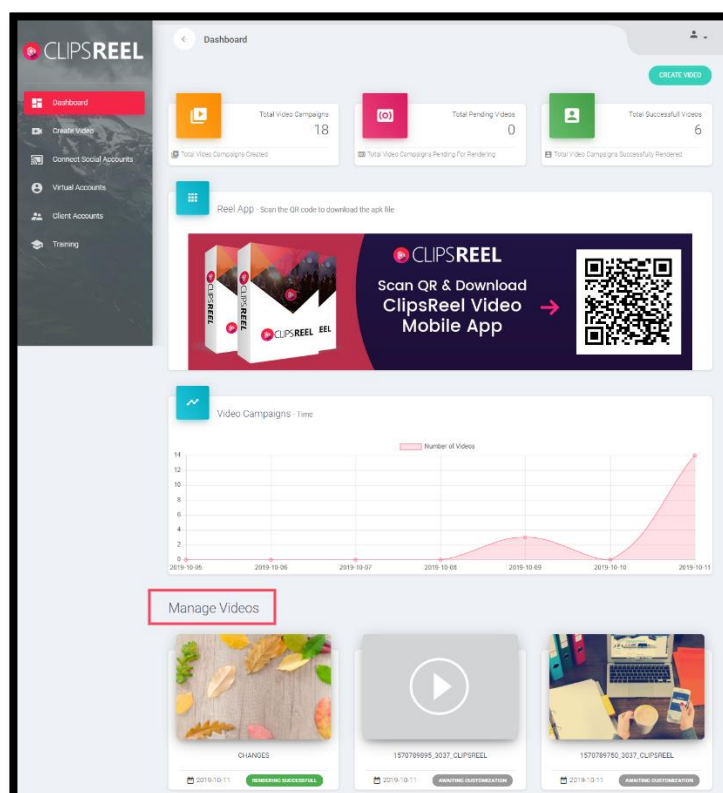 CLIPSREEL
Dashboard
CREATE VIDEO
Dashboard
Create Video
Connect Social Accounts
Virtual Accounts
Client Accounts
Training
Total Video Campaigns
18
Total Video Campaigns Created
Total Pending Videos
0
Total Video Campaigns Pending For Rendering
Total Successfull Videos
6
Total Video Campaigns Successfuly Rendered
Reel App - Scan the QR code to download the apk file
CLIPSREEL
CLIPSREEL
CLIPSREEL
EEL
CLIPSREEL
Scan QR & Download
ClipsReel Video
Mobile App
Video Campaigns - Time
Number of Videos
14
12
10
8
6
4
2
0
2019-10-05 2019-10-06 2019-10-07 2019-10-08 2019-10-09 2019-10-10 2019-10-11
Manage Videos
CHANGES
2019-10-11 RENDERING SUCCESSFULL
1570789895_3037_CLIPSREEL
2019-10-11 AWAITING CUSTOMIZATION
1570789750_3037_CLIPSREEL
2019-10-11 AWAITING CUSTOMIZATION